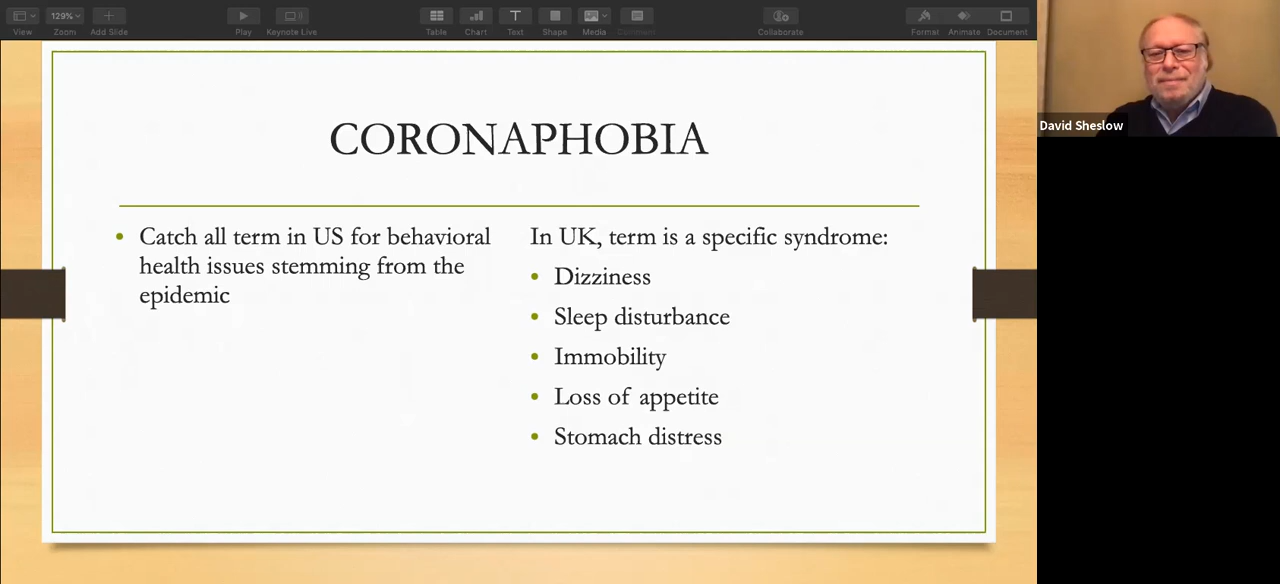 129%
View
Zoom
Add Slide
Play
Keynote Live
Table
Chart
Text
Shape
Media
Comment
Collaborate
Format
Animate
Document
David Sheslow
CORONAPHOBIA
Catch all term in US for behavioral
health issues stemming from the
epidemic
In UK, term is a specific syndrome:
Dizziness
Sleep disturbance
Immobility
Loss of appetite
Stomach distress